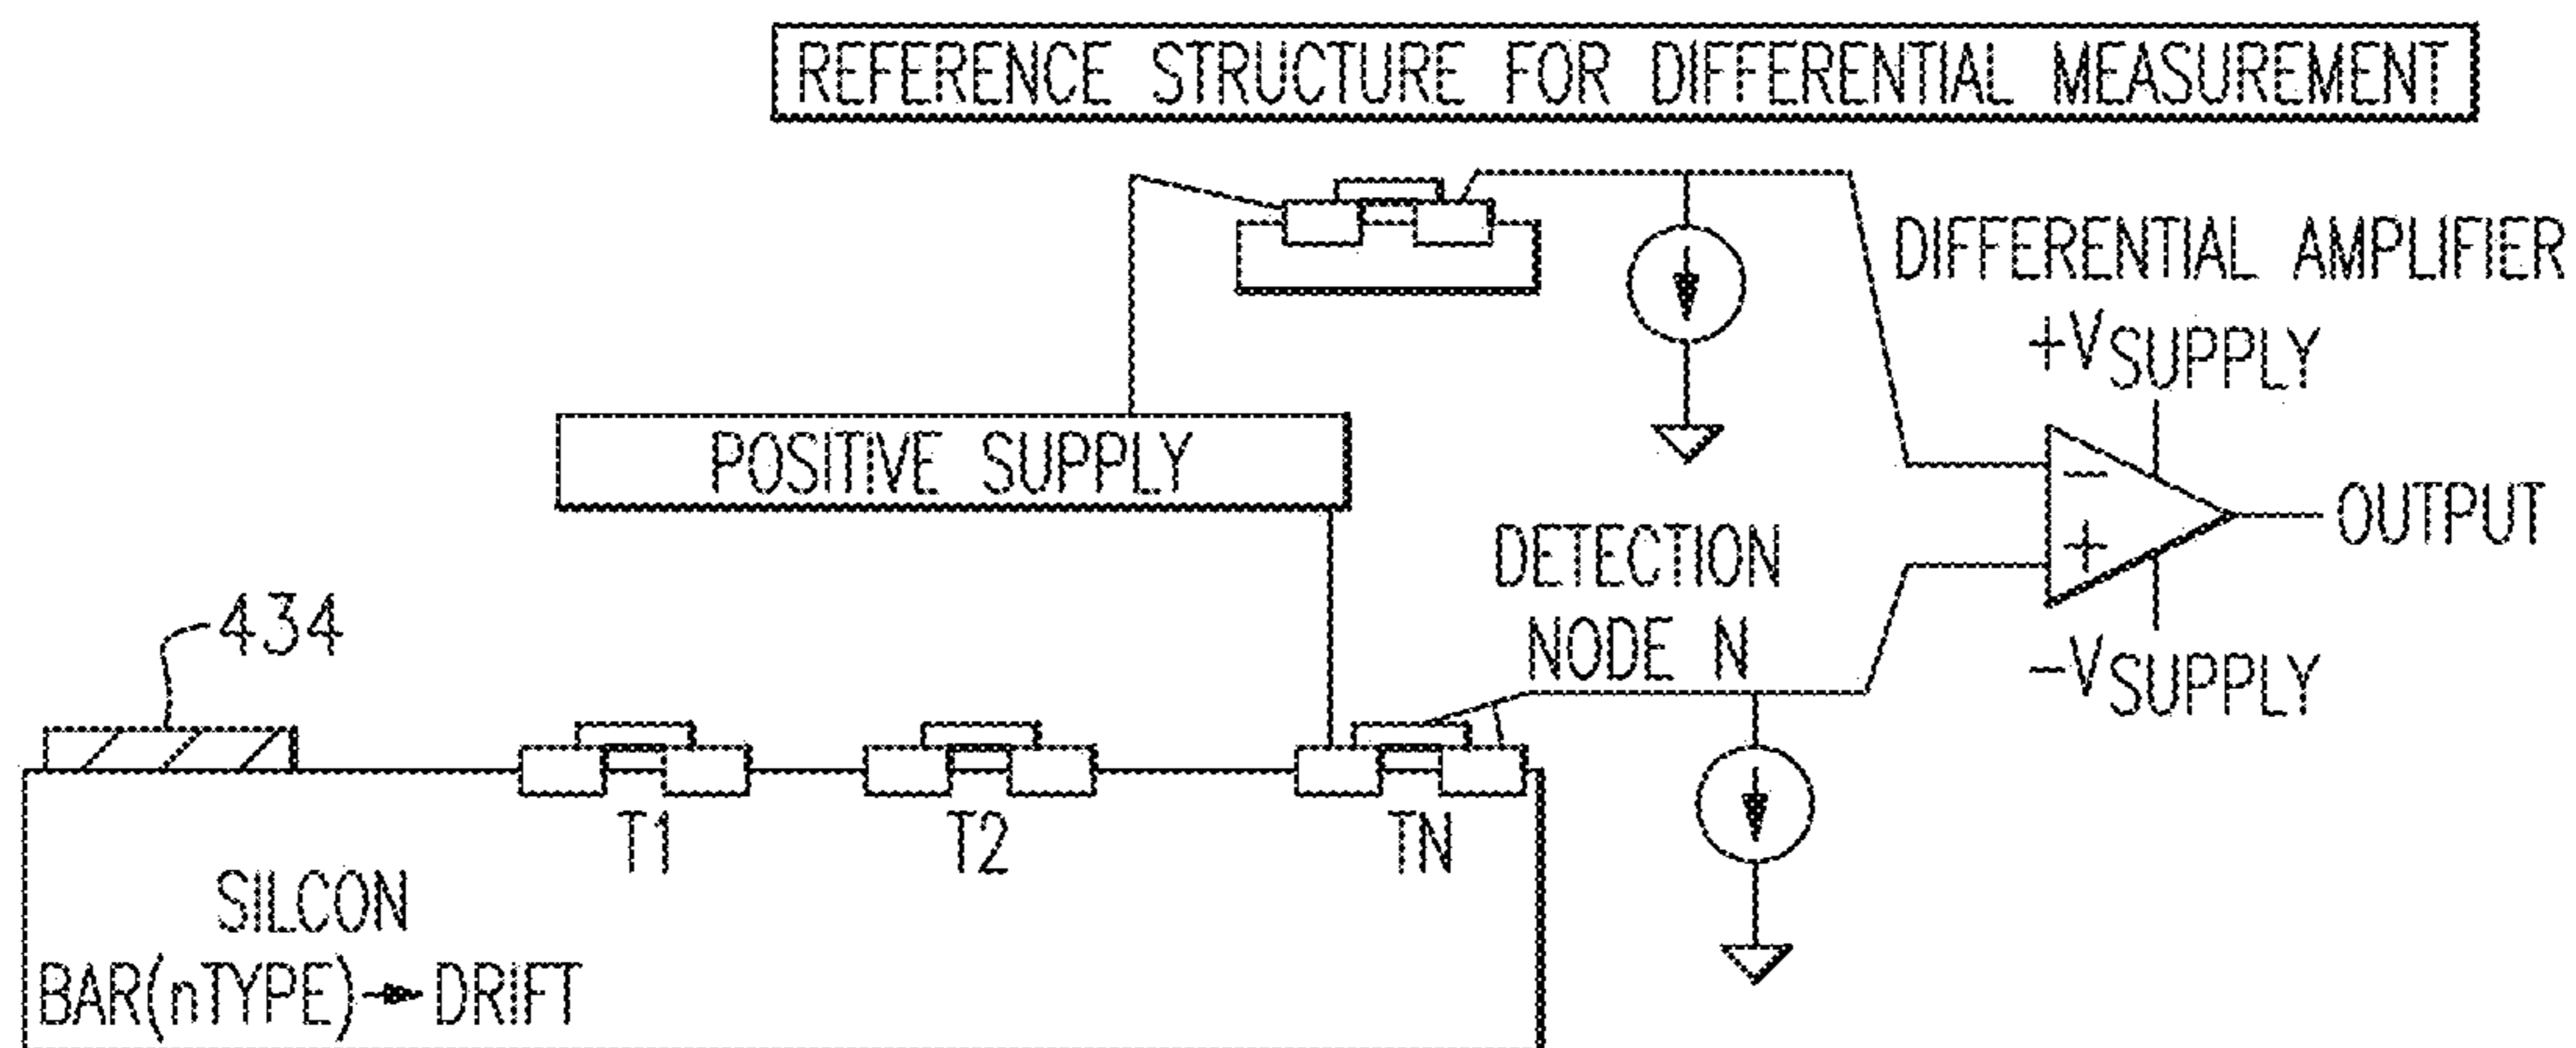 REFERENCE STRUCTURE FOR DIFFERENTIAL MEASUREMENT
DIFFERENTIAL AMPLIFIER
+VSUPPLY
POSITIVE SUPPLY
−
+
OUTPUT
DETECTION
NODE N
−VSUPPLY
434
T1
T2
TN
SILCON
BAR(nTYPE)→DRIFT